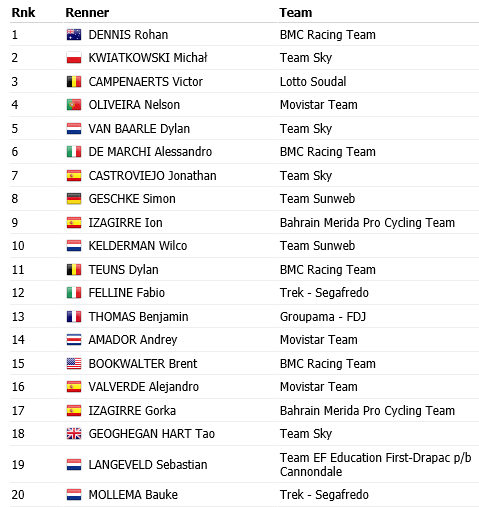 Rnk Renner Team
1 DENNIS Rohan BMC Racing Team
2 KWIATKOWSKI Michał Team Sky
3 CAMPENAERTS Victor Lotto Soudal
4 OLIVEIRA Nelson Movistar Team
5 VAN BAARLE Dylan Team Sky
6 DE MARCHI Alessandro BMC Racing Team
7 CASTROVIEJO Jonathan Team Sky
8 GESCHKE Simon Team Sunweb
9 IZAGIRRE Ion Bahrain Merida Pro Cycling Team
10 KELDERMAN Wilco Team Sunweb
11 TEUNS Dylan BMC Racing Team
12 FELLINE Fabio Trek - Segafredo
13 THOMAS Benjamin Groupama - FDJ
14 AMADOR Andrey Movistar Team
15 BOOKWALTER Brent BMC Racing Team
16 VALVERDE Alejandro Movistar Team
17 IZAGIRRE Gorka Bahrain Merida Pro Cycling Team
18 GEOGHEGAN HART Tao Team Sky
19 LANGEVELD Sebastian Team EF Education First-Drapac p/b
Cannondale
20 MOLLEMA Bauke Trek - Segafredo